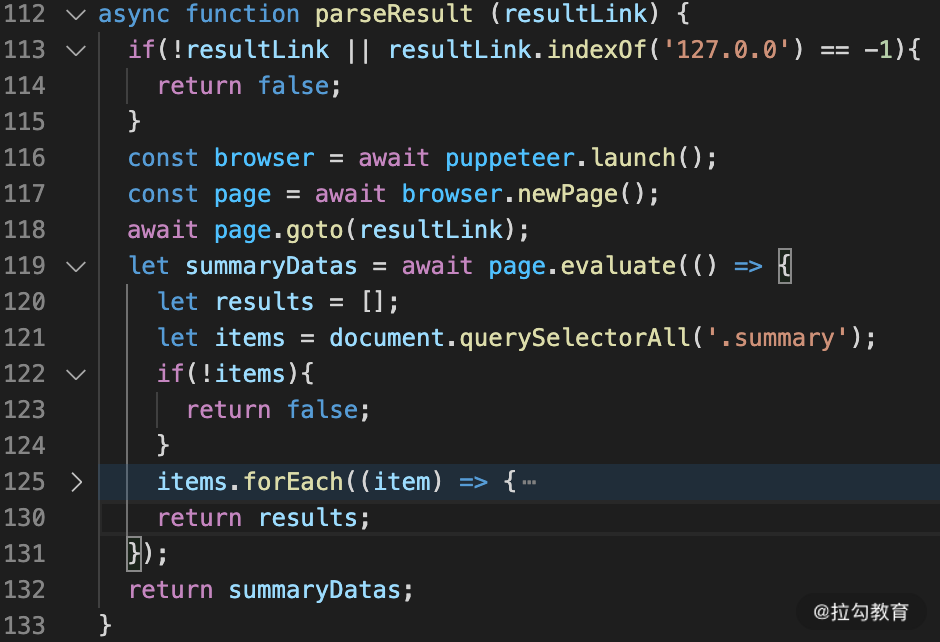 112 async function parseResult (resultLink) {
113 if(!resultLink || resultLink.indexOf('127.0.0') == -1){
114 return false;
115 }
116 const browser = await puppeteer.launch();
117 const page = await browser.newPage();
118 await page.goto(resultLink);
119 let summaryDatas = await page.evaluate(() => {
120 let results = [];
121 let items = document.querySelectorAll('.summary');
122 if(!items){
123 return false;
124 }
125 items.forEach((item) => {⋯
130 return results;
131 });
132 return summaryDatas;
133 }
@拉勾教育